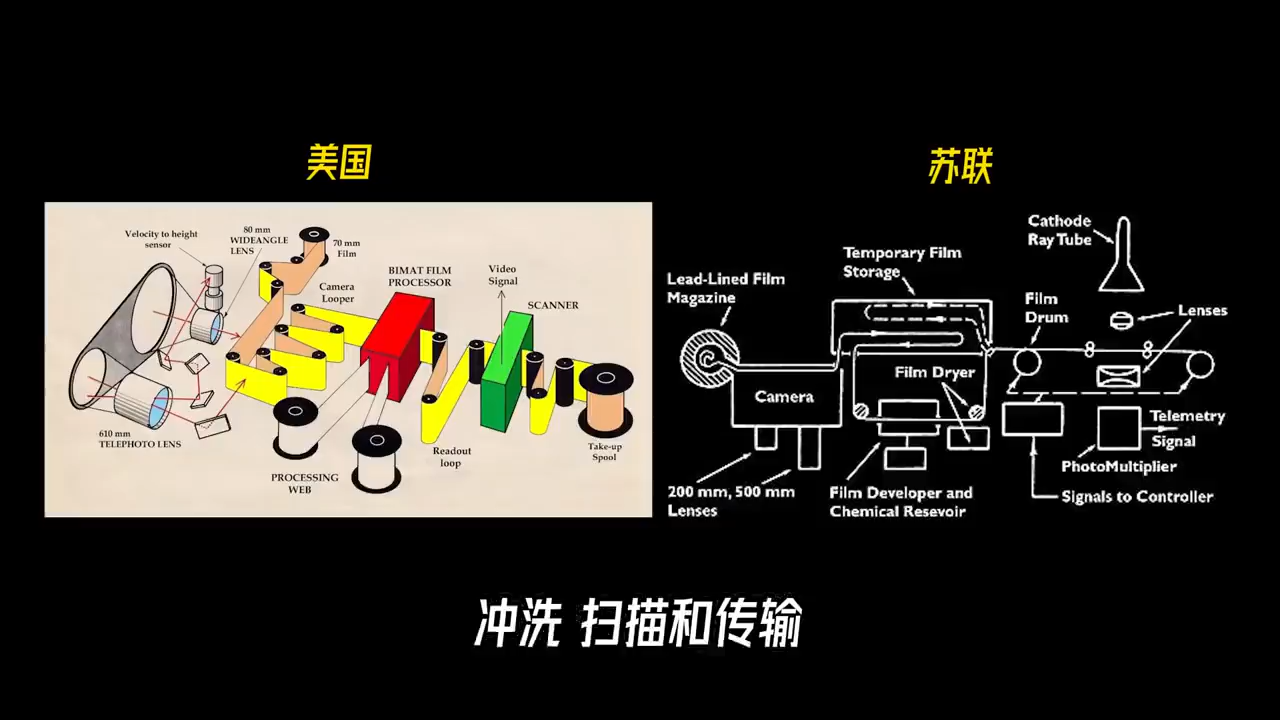 美国
苏联
Velocity to height
sensor
80 mm
WIDEANGLE
LENS
70 mm
Film
Camera
Looper
BIMAT FILM
PROCESSOR
Video
Signal
SCANNER
610 mm
TELEPHOTO LENS
PROCESSING
WEB
Readout
loop
Take-up
Spool
Cathode
Ray Tube
Temporary Film
Storage
Lead-Lined Film
Magazine
Film
Drum
Lenses
Film Dryer
Camera
Telemetry
Signal
PhotoMultiplier
200 mm, 500 mm
Lenses
Film Developer and
Chemical Resevoir
Signals to Controller
冲洗 扫描和传输